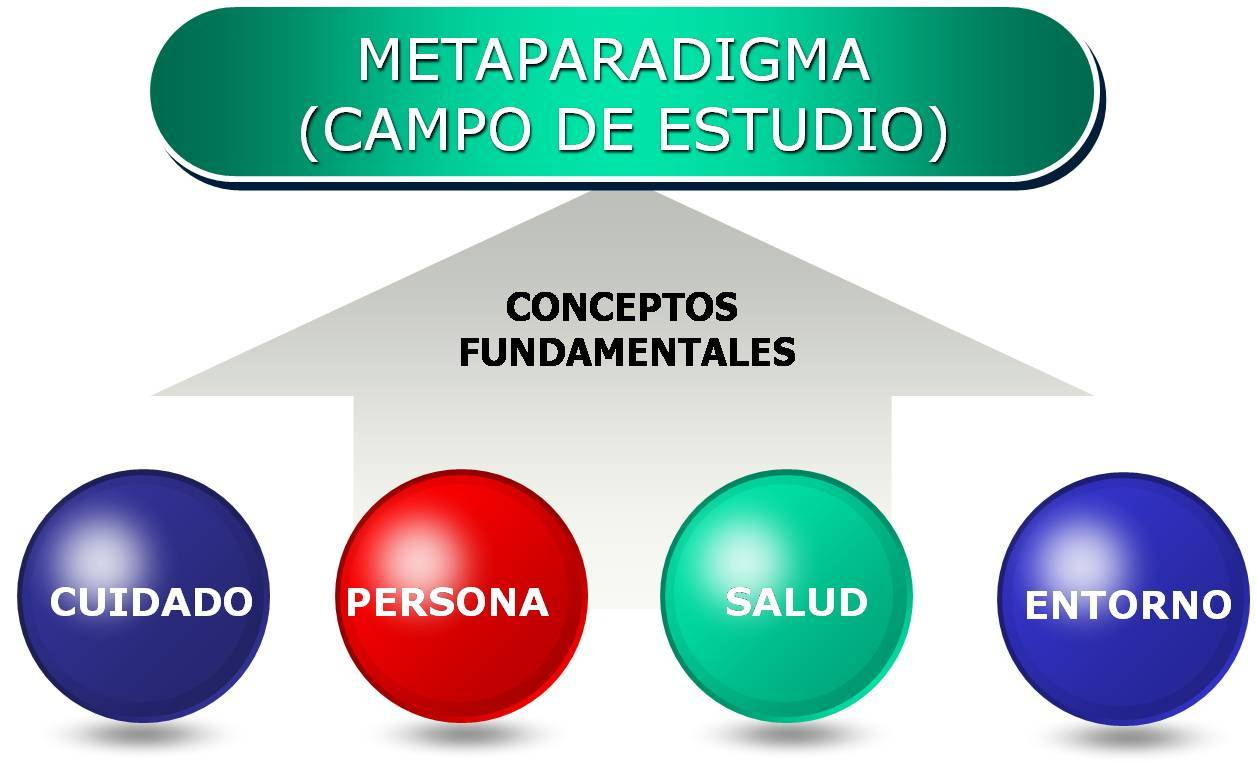 METAPARADIGMA
(CAMPO DE ESTUDIO)
CONCEPTOS
FUNDAMENTALES
CUIDADO
PERSONA
SALUD
ENTORNO